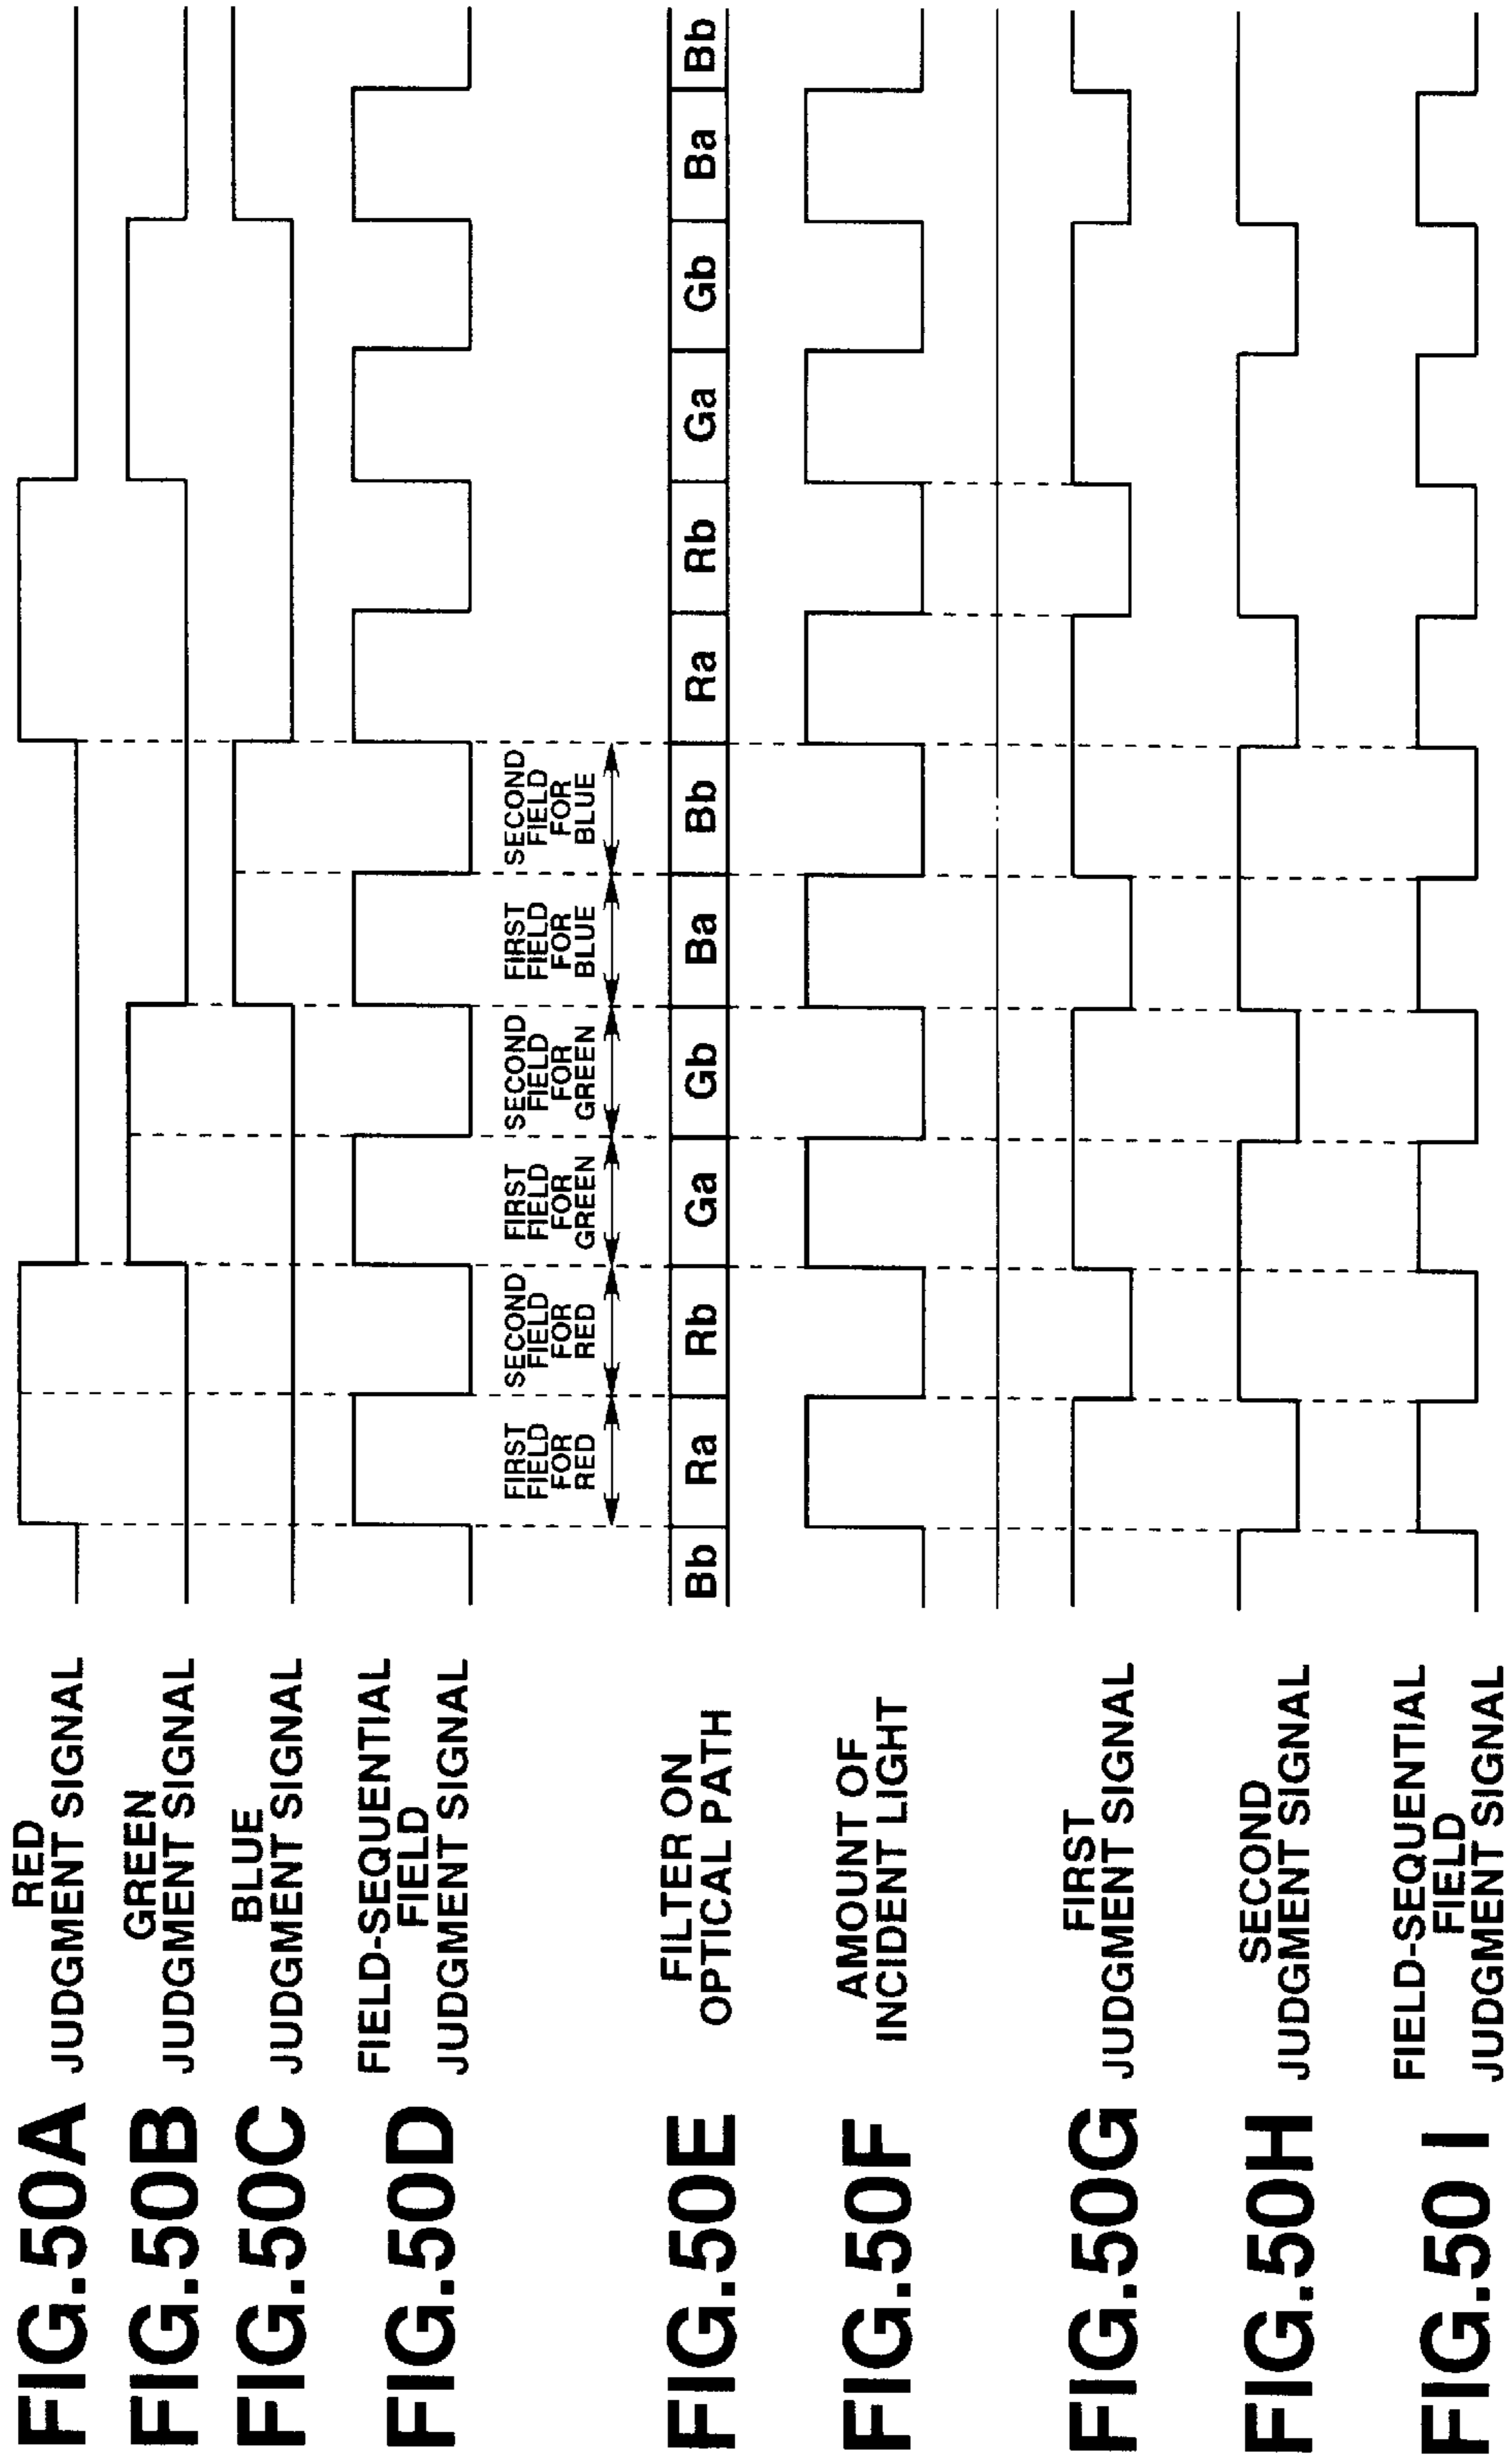 FIG.50A
RED
JUDGMENT SIGNAL
FIG.50B
GREEN
JUDGMENT SIGNAL
FIG.50C
BLUE
JUDGMENT SIGNAL
FIG.50D
FIELD-SEQUENTIAL
FIELD
JUDGMENT SIGNAL
FIRST
FIELD
FOR
RED
SECOND
FIELD
FOR
RED
FIRST
FIELD
FOR
GREEN
SECOND
FIELD
FOR
GREEN
FIRST
FIELD
FOR
BLUE
SECOND
FIELD
FOR
BLUE
FIG.50E
FILTER ON
OPTICAL PATH
Bb Ra Rb Ga Gb Ba Bb Ra Rb Ga Gb Ba Bb
FIG.50F
AMOUNT OF
INCIDENT LIGHT
FIG.50G
FIRST
JUDGMENT SIGNAL
FIG.50H
SECOND
JUDGMENT SIGNAL
FIG.50 I
FIELD-SEQUENTIAL
FIELD
JUDGMENT SIGNAL